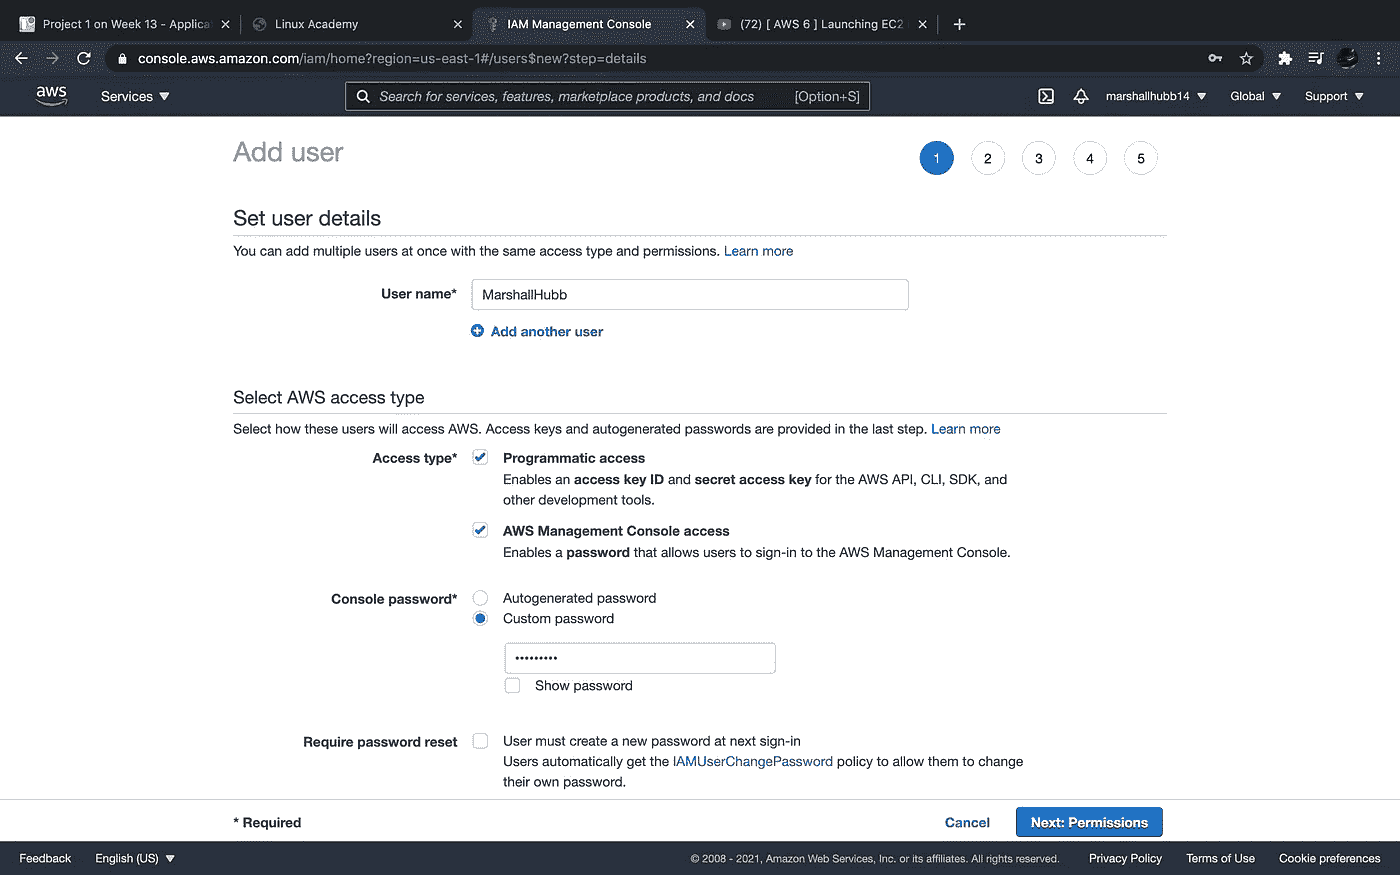 Project 1 on Week 13 - Applica
Linux Academy
IAM Management Console
(72) [ AWS 6 ] Launching EC2
console.aws.amazon.com/iam/home?region=us-east-1#/users$new?step=details
aws
Services
Search for services, features, marketplace products, and docs
[Option+S]
marshallhubb14
Global
Support
Add user
1
2
3
4
5
Set user details
You can add multiple users at once with the same access type and permissions. Learn more
User name*
MarshallHubb
Add another user
Select AWS access type
Select how these users will access AWS. Access keys and autogenerated passwords are provided in the last step. Learn more
Access type*
Programmatic access
Enables an access key ID and secret access key for the AWS API, CLI, SDK, and
other development tools.
AWS Management Console access
Enables a password that allows users to sign-in to the AWS Management Console.
Console password*
Autogenerated password
Custom password
•••••••••
Show password
Require password reset
User must create a new password at next sign-in
Users automatically get the IAMUserChangePassword policy to allow them to change
their own password.
* Required
Cancel
Next: Permissions
Feedback
English (US)
© 2008 - 2021, Amazon Web Services, Inc. or its affiliates. All rights reserved.
Privacy Policy
Terms of Use
Cookie preferences